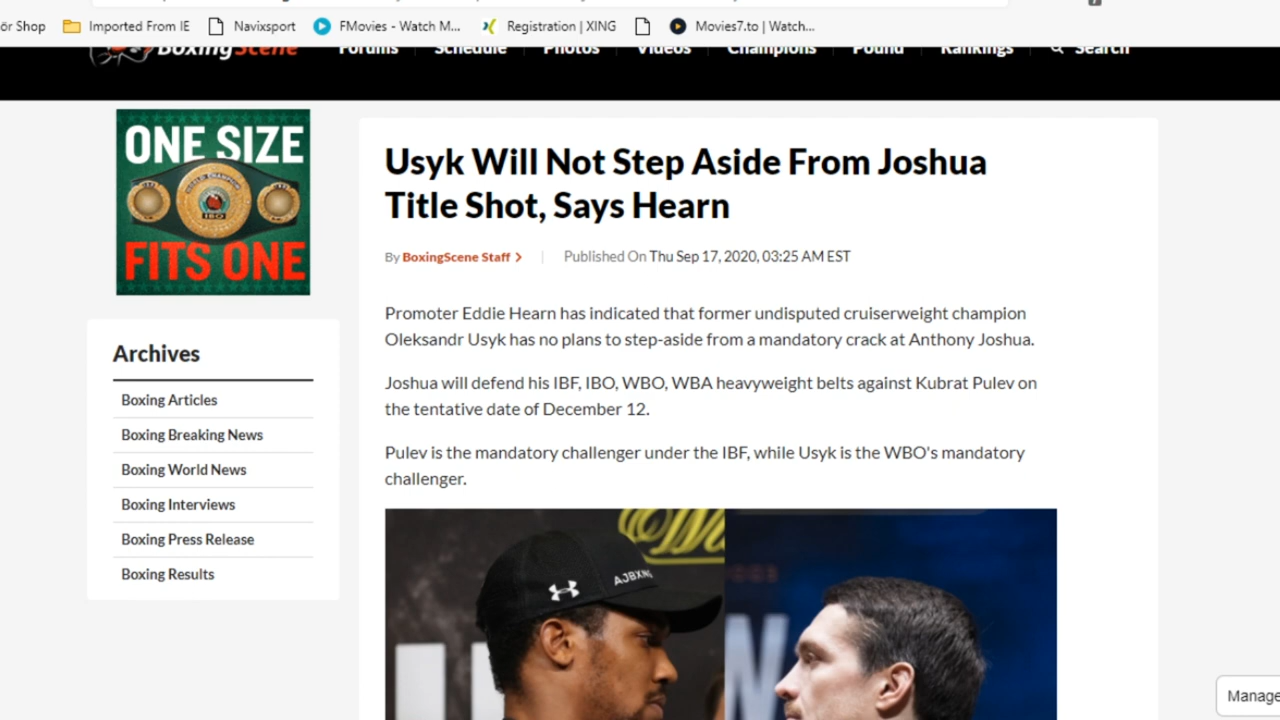 ör Shop
Imported From IE
Navixsport
FMovies - Watch M...
Registration | XING
Movies7.to | Watch...
BoxingScene
Forums
Schedule
Photos
Videos
Champions
Pound
Rankings
Search
ONE SIZE
WORLD CHAMPION
IBO
FITS ONE
Usyk Will Not Step Aside From Joshua
Title Shot, Says Hearn
By BoxingScene Staff > | Published On Thu Sep 17, 2020, 03:25 AM EST
Promoter Eddie Hearn has indicated that former undisputed cruiserweight champion
Oleksandr Usyk has no plans to step-aside from a mandatory crack at Anthony Joshua.
Joshua will defend his IBF, IBO, WBO, WBA heavyweight belts against Kubrat Pulev on
the tentative date of December 12.
Pulev is the mandatory challenger under the IBF, while Usyk is the WBO's mandatory
challenger.
Archives
Boxing Articles
Boxing Breaking News
Boxing World News
Boxing Interviews
Boxing Press Release
Boxing Results
AJBXNG
Manage